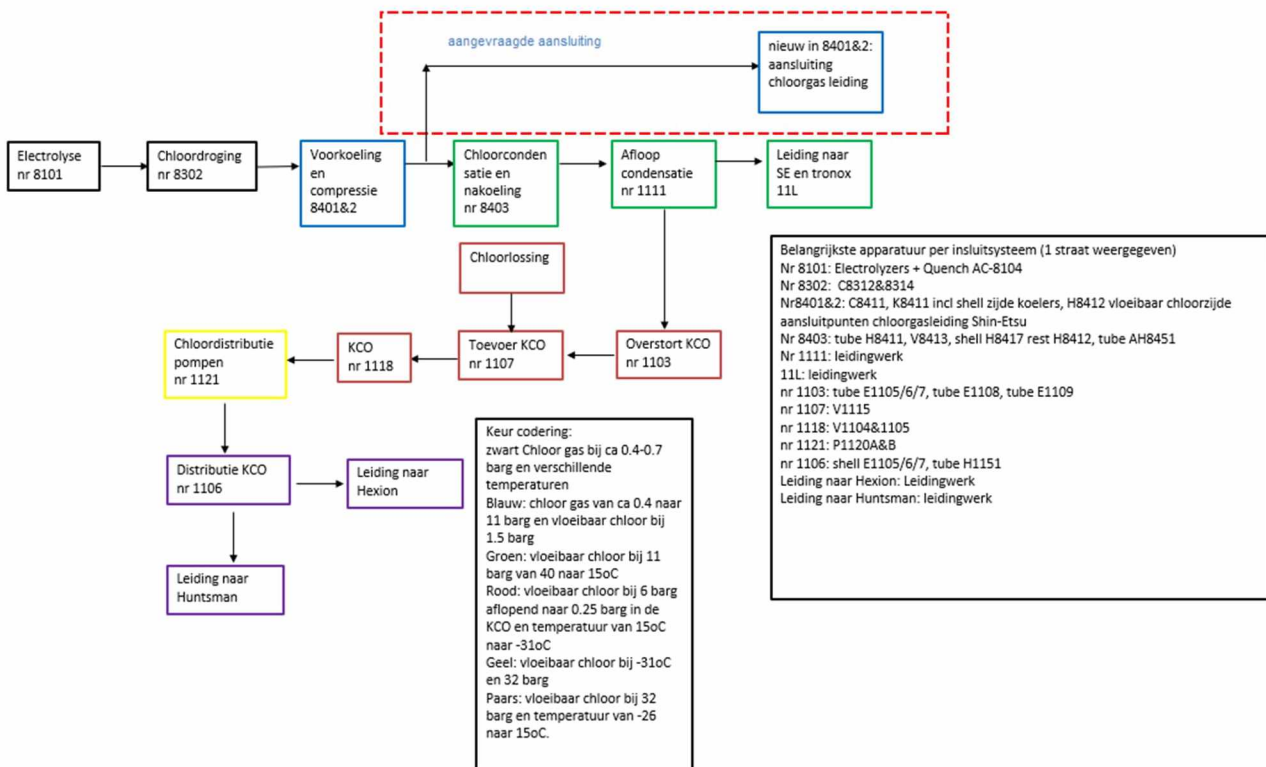 aangevraagde aansluiting
nieuw in 8401&2:
aansluiting
chloorgas leiding
Electrolyse
nr 8101
Chloordroging
nr 8302
Voorkoeling
en
compressie
8401&2
Chloorconden
satie en
nakoeling
nr 8403
Afloop
condensatie
nr 1111
Leiding naar
SE en tronox
11L
Chloorlossing
Chloordistributie
pompen
nr 1121
KCO
nr 1118
Toevoer KCO
nr 1107
Overstort KCO
nr 1103
Distributie KCO
nr 1106
Leiding naar
Hexion
Leiding naar
Huntsman
Keur codering:
zwart Chloor gas bij ca 0.4-0.7
barg en verschillende
temperaturen
Blauw: chloor gas van ca 0.4 naar
11 barg en vloeibaar chloor bij
1.5 barg
Groen: vloeibaar chloor bij 11
barg van 40 naar 15oC
Rood: vloeibaar chloor bij 6 barg
aflopend naar 0.25 barg in de
KCO en temperatuur van 15oC
naar -31oC
Geel: vloeibaar chloor bij -31oC
en 32 barg
Paars: vloeibaar chloor bij 32
barg en temperatuur van -26
naar 15oC.
Belangrijkste apparatuur per insluitsysteem (1 straat weergegeven)
Nr 8101: Electrolyzers + Quench AC-8104
Nr 8302: C8312&8314
Nr8401&2: C8411, K8411 incl shell zijde koelers, H8412 vloeibaar chloorzijde
aansluitpunten chloorgasleiding Shin-Etsu
Nr 8403: tube H8411, V8413, shell H8417 rest H8412, tube AH8451
Nr 1111: leidingwerk
11L: leidingwerk
nr 1103: tube E1105/6/7, tube E1108, tube E1109
nr 1107: V1115
nr 1118: V1104&1105
nr 1121: P1120A&B
nr 1106: shell E1105/6/7, tube H1151
Leiding naar Hexion: Leidingwerk
Leiding naar Huntsman: leidingwerk